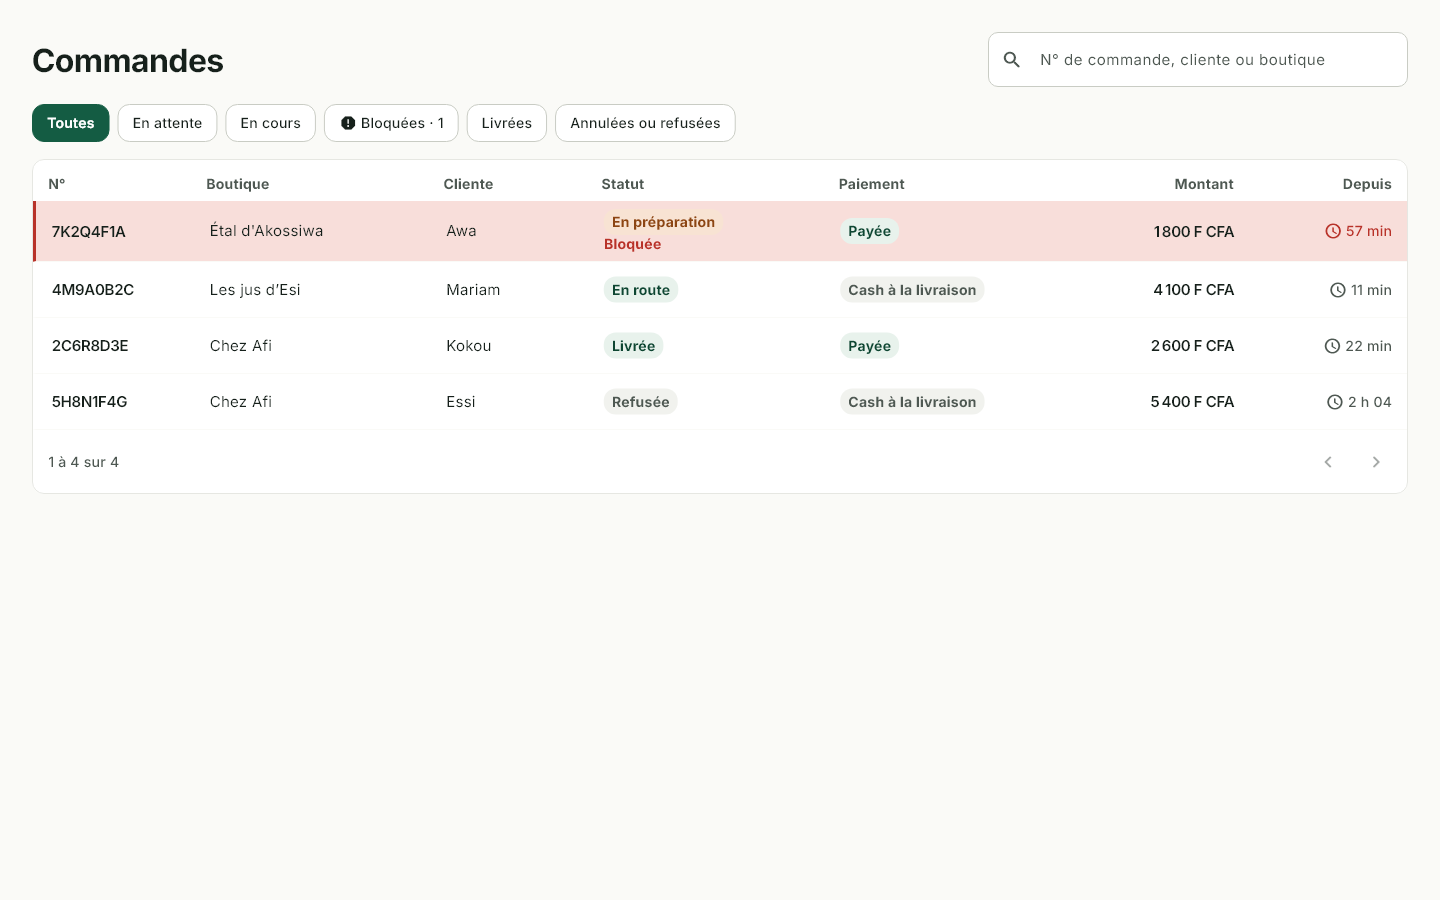 Commandes
N° de commande, cliente ou boutique
Toutes En attente En cours Bloquées · 1 Livrées Annulées ou refusées
N° Boutique Cliente Statut Paiement Montant Depuis
7K2Q4F1A Étal d'Akossiwa Awa En préparation Bloquée Payée 1 800 F CFA 57 min
4M9A0B2C Les jus d’Esi Mariam En route Cash à la livraison 4 100 F CFA 11 min
2C6R8D3E Chez Afi Kokou Livrée Payée 2 600 F CFA 22 min
5H8N1F4G Chez Afi Essi Refusée Cash à la livraison 5 400 F CFA 2 h 04
1 à 4 sur 4